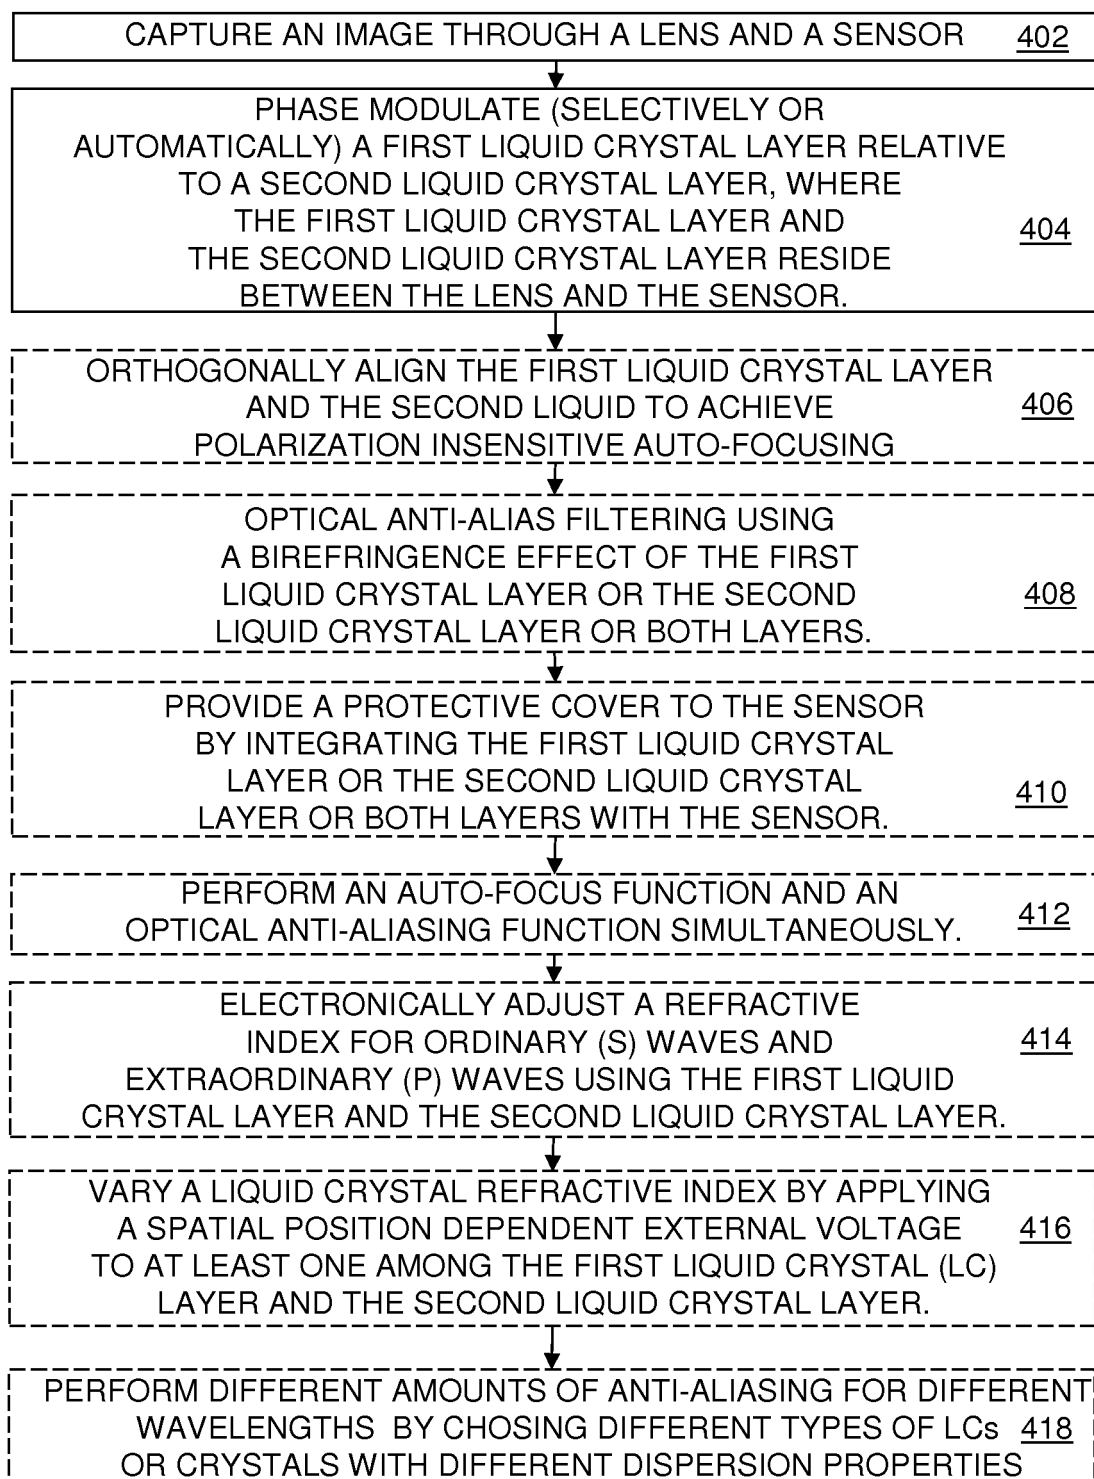 CAPTURE AN IMAGE THROUGH A LENS AND A SENSOR 402
PHASE MODULATE (SELECTIVELY OR
AUTOMATICALLY) A FIRST LIQUID CRYSTAL LAYER RELATIVE
TO A SECOND LIQUID CRYSTAL LAYER, WHERE
THE FIRST LIQUID CRYSTAL LAYER AND 404
THE SECOND LIQUID CRYSTAL LAYER RESIDE
BETWEEN THE LENS AND THE SENSOR.
ORTHOGONALLY ALIGN THE FIRST LIQUID CRYSTAL LAYER
AND THE SECOND LIQUID TO ACHIEVE 406
POLARIZATION INSENSITIVE AUTO-FOCUSING
OPTICAL ANTI-ALIAS FILTERING USING
A BIREFRINGENCE EFFECT OF THE FIRST
LIQUID CRYSTAL LAYER OR THE SECOND 408
LIQUID CRYSTAL LAYER OR BOTH LAYERS.
PROVIDE A PROTECTIVE COVER TO THE SENSOR
BY INTEGRATING THE FIRST LIQUID CRYSTAL
LAYER OR THE SECOND LIQUID CRYSTAL 410
LAYER OR BOTH LAYERS WITH THE SENSOR.
PERFORM AN AUTO-FOCUS FUNCTION AND AN 412
OPTICAL ANTI-ALIASING FUNCTION SIMULTANEOUSLY.
ELECTRONICALLY ADJUST A REFRACTIVE
INDEX FOR ORDINARY (S) WAVES AND 414
EXTRAORDINARY (P) WAVES USING THE FIRST LIQUID
CRYSTAL LAYER AND THE SECOND LIQUID CRYSTAL LAYER.
VARY A LIQUID CRYSTAL REFRACTIVE INDEX BY APPLYING
A SPATIAL POSITION DEPENDENT EXTERNAL VOLTAGE 416
TO AT LEAST ONE AMONG THE FIRST LIQUID CRYSTAL (LC)
LAYER AND THE SECOND LIQUID CRYSTAL LAYER.
PERFORM DIFFERENT AMOUNTS OF ANTI-ALIASING FOR DIFFERENT
WAVELENGTHS BY CHOSING DIFFERENT TYPES OF LCs 418
OR CRYSTALS WITH DIFFERENT DISPERSION PROPERTIES